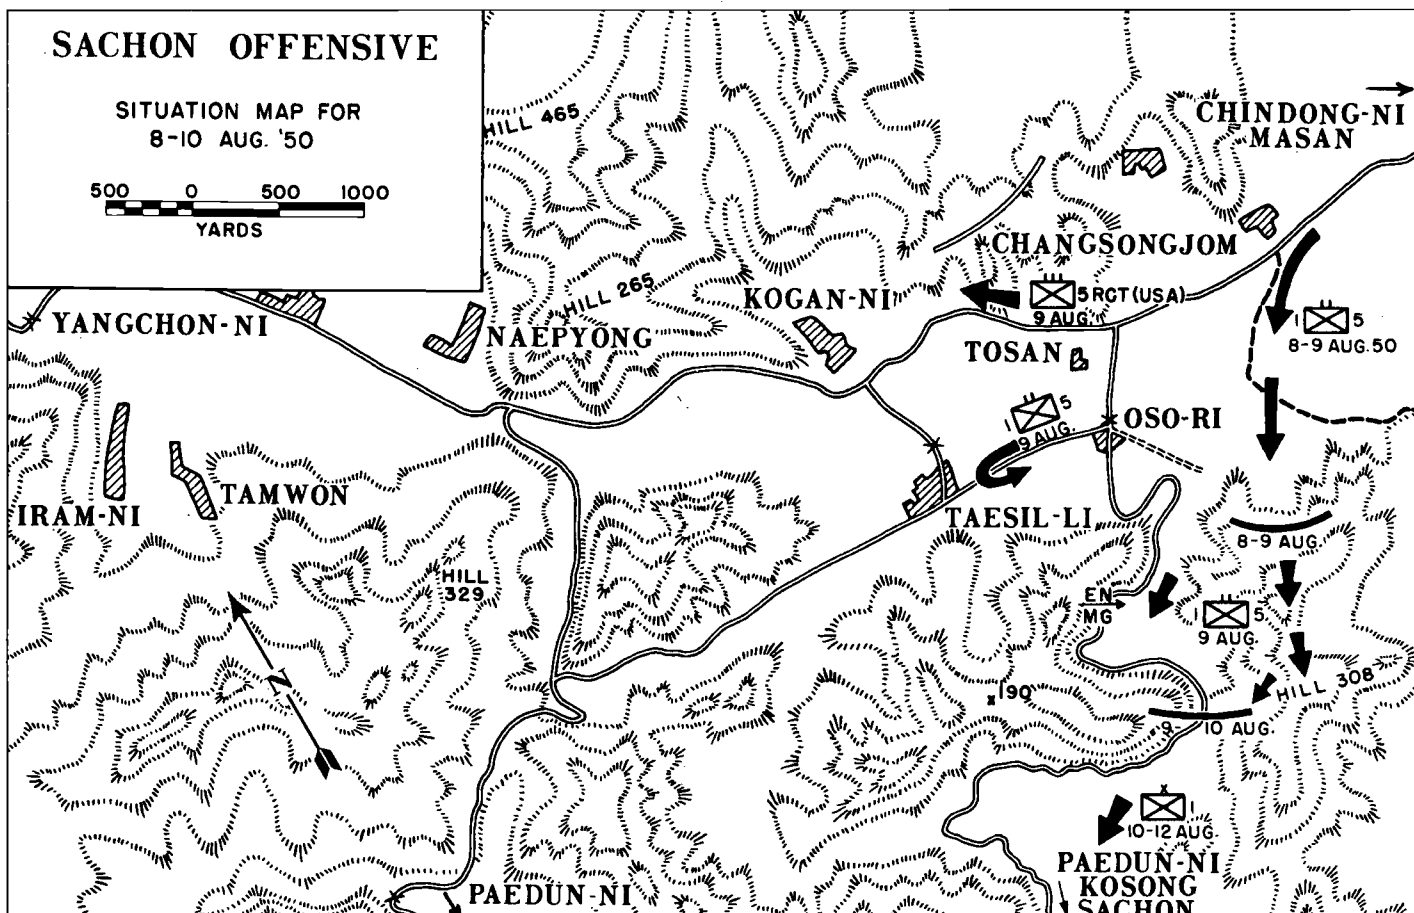 SACHON OFFENSIVE
SITUATION MAP FOR
8-10 AUG. '50
500 0 500 1000
YARDS
HILL 465
CHINDONG-NI
MASAN
CHANGSONGJOM
HILL 265
KOGAN-NI
5 RCT (USA)
9 AUG.
1 5
8-9 AUG. 50
YANGCHON-NI
NAEPYONG
TOSAN
1 5
9 AUG.
OSO-RI
IRAM-NI
TAMWON
TAESIL-LI
8-9 AUG.
HILL
329
EN
MG
1 5
9 AUG.
N
190
HILL 308
9- 10 AUG.
1
10-12 AUG.
PAEDUN-NI
KOSONG
SACHON
PAEDUN-NI